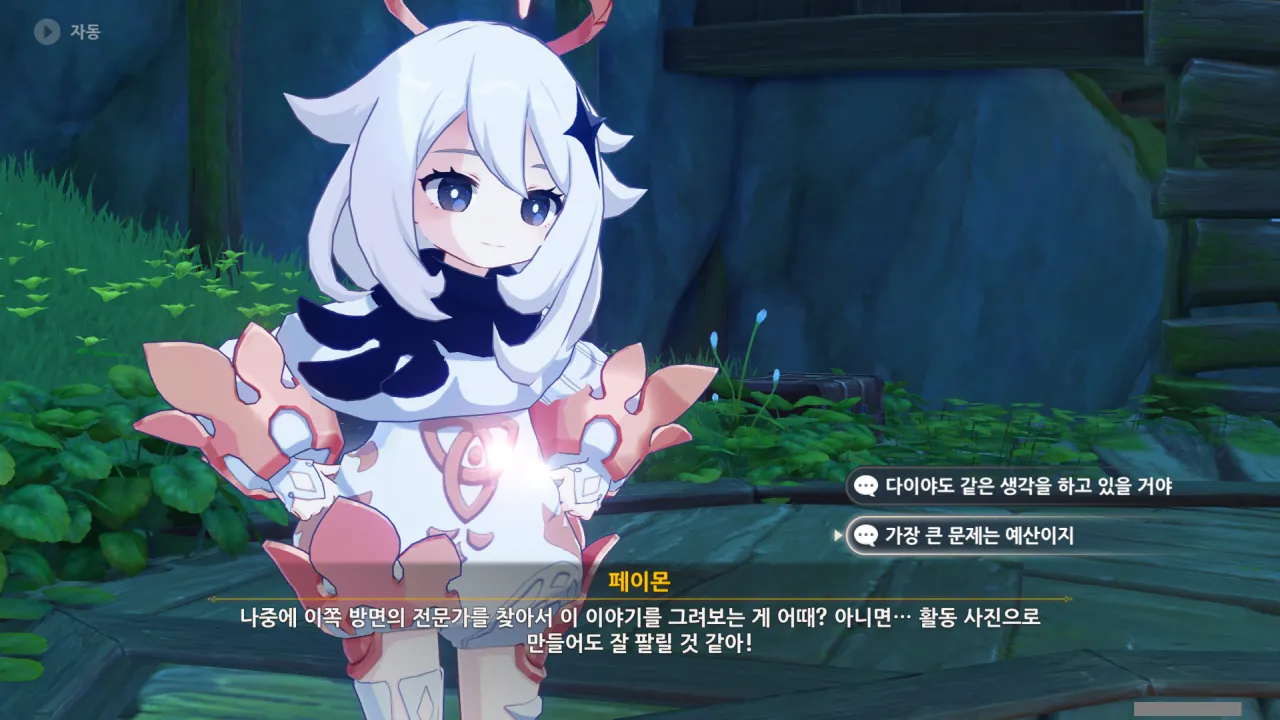 자동
다이야도 같은 생각을 하고 있을 거야
가장 큰 문제는 예산이지
페이몬
나중에 이쪽 방면의 전문가를 찾아서 이 이야기를 그려보는 게 어때? 아니면… 활동 사진으로
만들어도 잘 팔릴 것 같아!